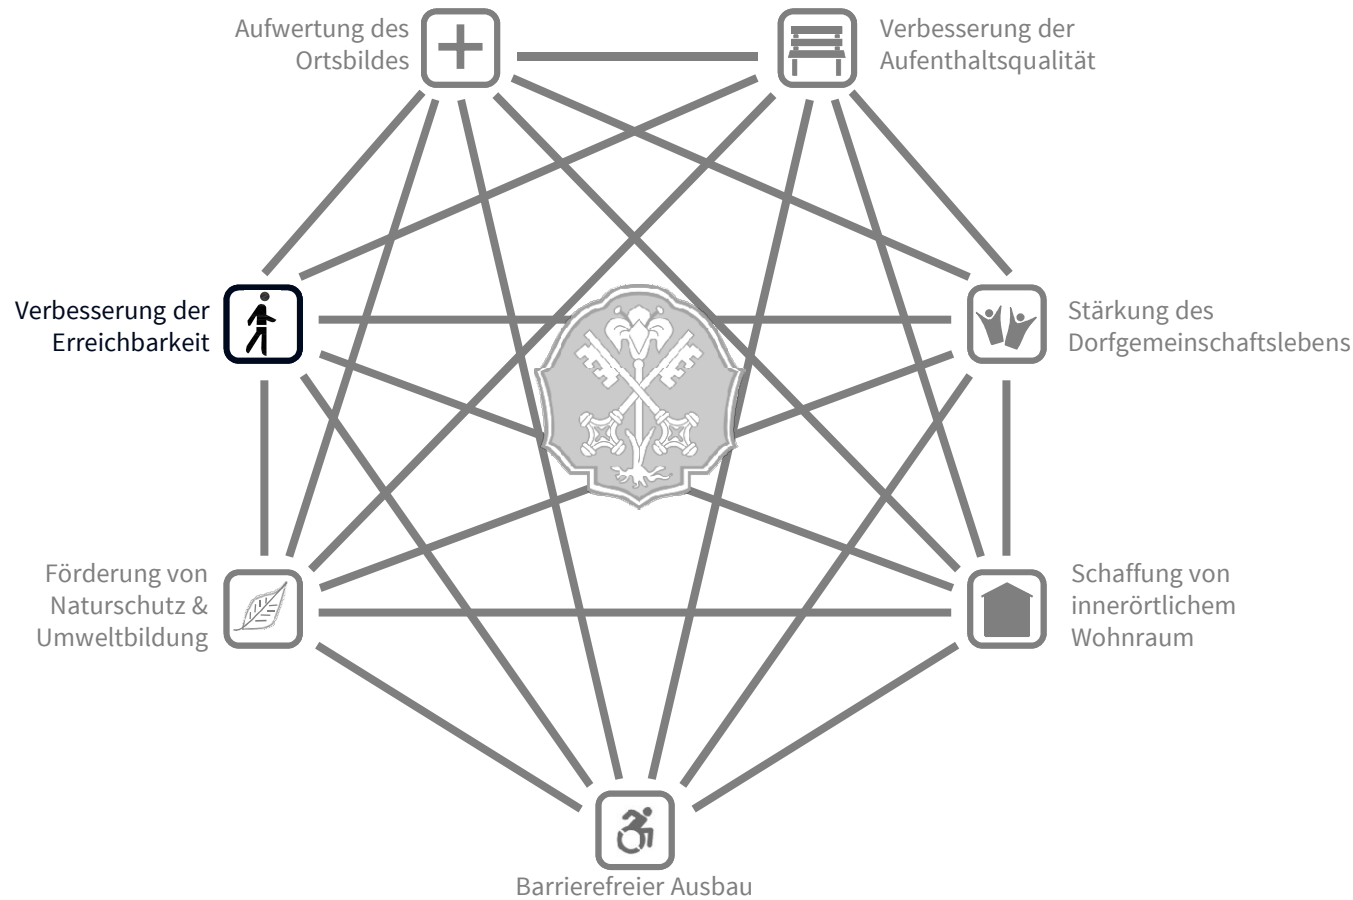 Aufwertung des
Ortsbildes
Verbesserung der
Aufenthaltsqualität
Verbesserung der
Erreichbarkeit
Stärkung des
Dorfgemeinschaftslebens
Förderung von
Naturschutz &
Umweltbildung
Schaffung von
innerörtlichem
Wohnraum
Barrierefreier Ausbau